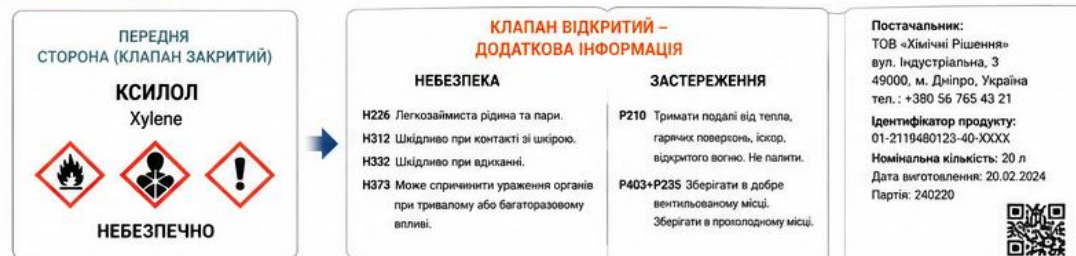 ПЕРЕДНЯ
СТОРОНА (КЛАПАН ЗАКРИТИЙ)
КСИЛОЛ
Xylene
НЕБЕЗПЕЧНО
КЛАПАН ВІДКРИТИЙ –
ДОДАТКОВА ІНФОРМАЦІЯ
НЕБЕЗПЕКА
H226 Легкозаймиста рідина та пари.
H312 Шкідливо при контакті зі шкірою.
H332 Шкідливо при вдиханні.
H373 Може спричинити ураження органів
при тривалому або багаторазовому
впливі.
ЗАСТЕРЕЖЕННЯ
P210 Тримати подалі від тепла,
гарячих поверхонь, іскор,
відкритого вогню. Не палити.
P403+P235 Зберігати в добре
вентильованому місці.
Зберігати в прохолодному місці.
Постачальник:
ТОВ «Хімічні Рішення»
вул. Індустріальна, 3
49000, м. Дніпро, Україна
тел. : +380 56 765 43 21
Ідентифікатор продукту:
01-2119480123-40-XXXX
Номінальна кількість: 20 л
Дата виготовлення: 20.02.2024
Партія: 240220